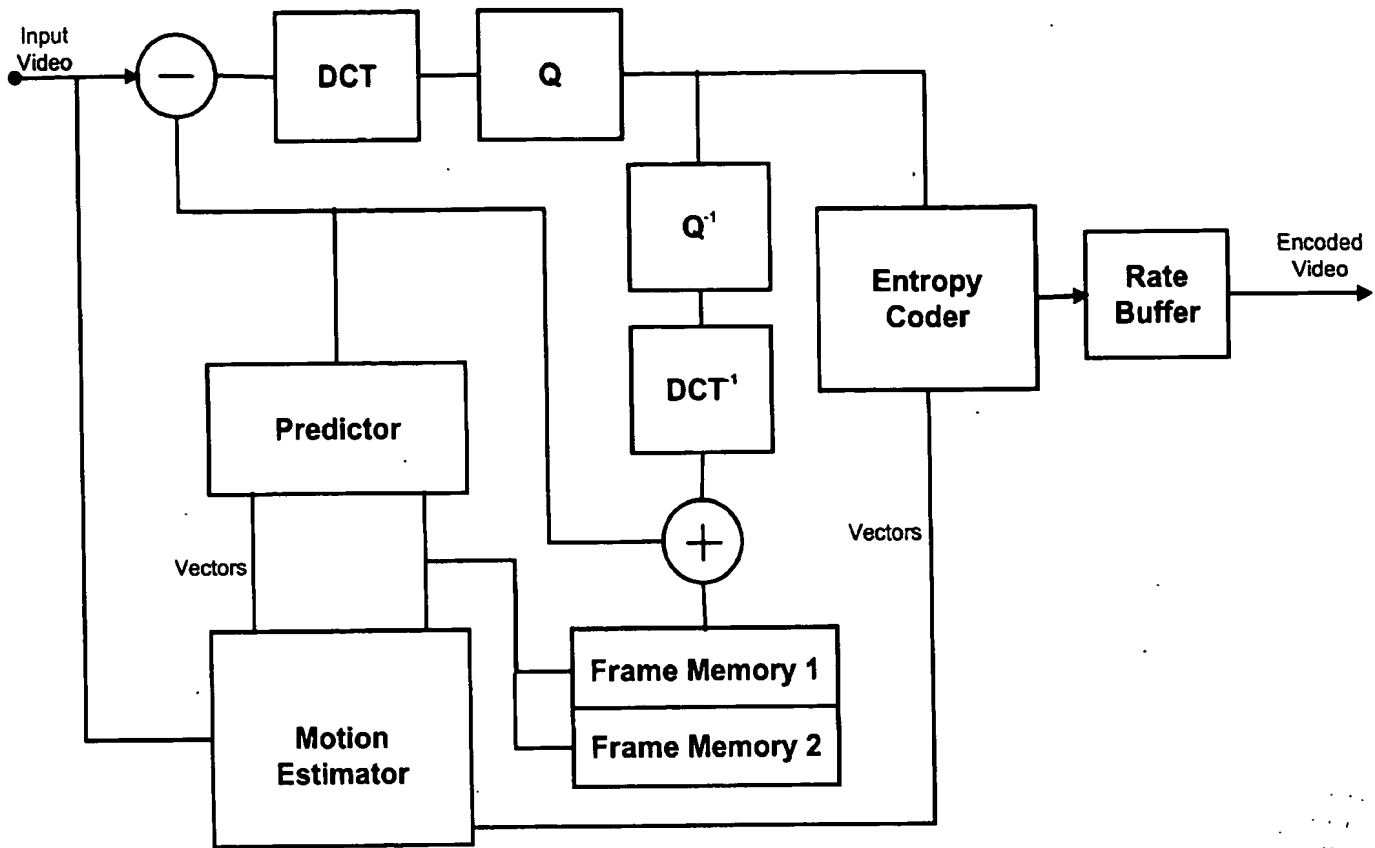 Input
Video
−
DCT
Q
Q⁻¹
Entropy
Coder
Rate
Buffer
Encoded
Video
DCT⁻¹
Predictor
+
Vectors
Vectors
Frame Memory 1
Frame Memory 2
Motion
Estimator